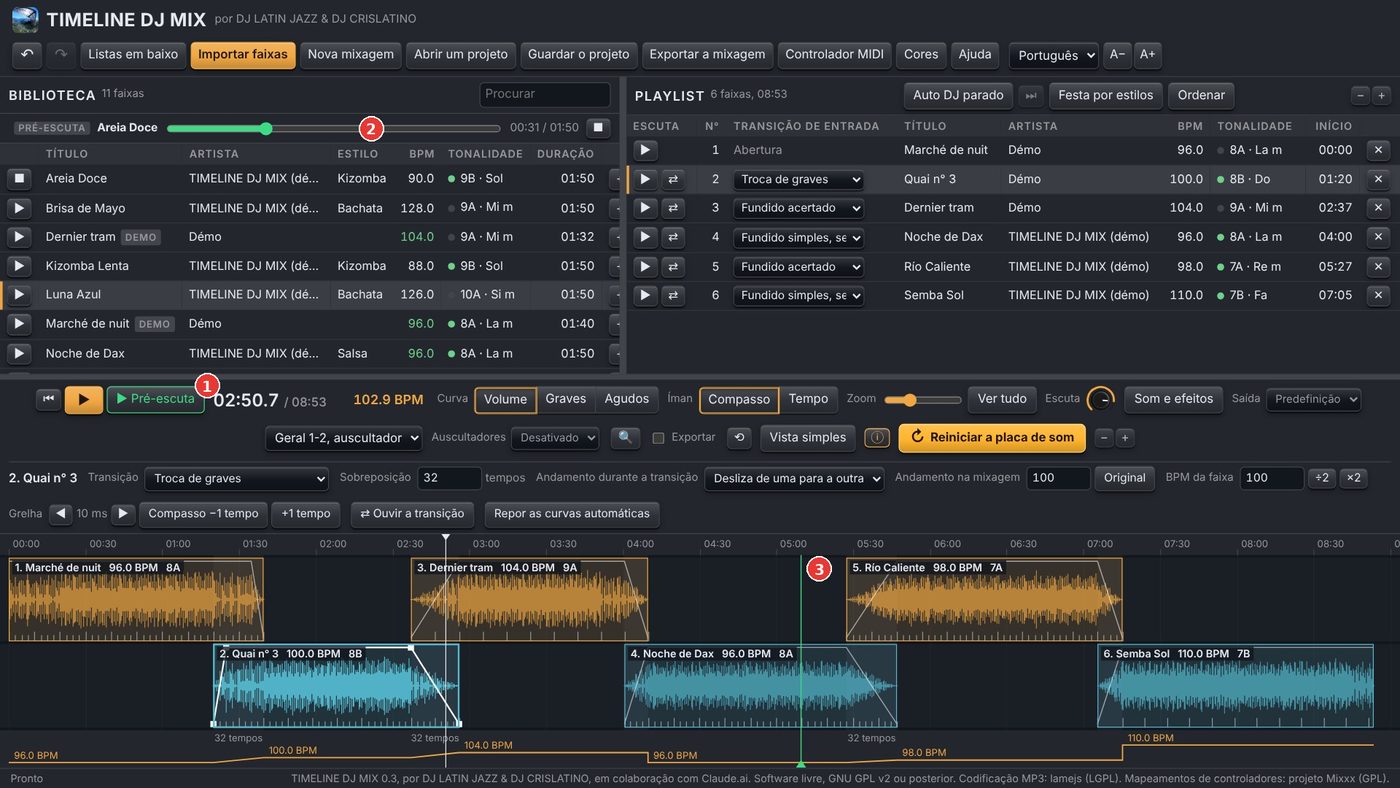 TIMELINE DJ MIX por DJ LATIN JAZZ & DJ CRISLATINO
Listas em baixo Importar faixas Nova mixagem Abrir um projeto Guardar o projeto Exportar a mixagem Controlador MIDI Cores Ajuda Português A− A+
BIBLIOTECA 11 faixas Procurar
PRÉ-ESCUTA Areia Doce 00:31 / 01:50
2
TÍTULO ARTISTA ESTILO BPM TONALIDADE DURAÇÃO
Areia Doce TIMELINE DJ MIX (dé... Kizomba 90.0 9B · Sol 01:50
Brisa de Mayo TIMELINE DJ MIX (dé... Bachata 128.0 9A · Mi m 01:50
Dernier tram DEMO Démo 104.0 9A · Mi m 01:32
Kizomba Lenta TIMELINE DJ MIX (dé... Kizomba 88.0 9B · Sol 01:50
Luna Azul TIMELINE DJ MIX (dé... Bachata 126.0 10A · Si m 01:50
Marché de nuit DEMO Démo 96.0 8A · La m 01:40
Noche de Dax TIMELINE DJ MIX (dé... Salsa 96.0 8A · La m 01:50
PLAYLIST 6 faixas, 08:53 Auto DJ parado Festa por estilos Ordenar − +
ESCUTA N° TRANSIÇÃO DE ENTRADA TÍTULO ARTISTA BPM TONALIDADE INÍCIO
1 Abertura Marché de nuit Démo 96.0 8A · La m 00:00
2 Troca de graves Quai n° 3 Démo 100.0 8B · Do 01:20
3 Fundido acertado Dernier tram Démo 104.0 9A · Mi m 02:37
4 Fundido simples, se Noche de Dax TIMELINE DJ MIX (démo) 96.0 8A · La m 04:00
5 Fundido acertado Río Caliente TIMELINE DJ MIX (démo) 98.0 7A · Re m 05:27
6 Fundido simples, se Semba Sol TIMELINE DJ MIX (démo) 110.0 7B · Fa 07:05
Pré-escuta 1 02:50.7 / 08:53 102.9 BPM Curva Volume Graves Agudos Íman Compasso Tempo Zoom Ver tudo Escuta Som e efeitos Saída Predefinição
Geral 1-2, auscultador Auscultadores Desativado Exportar Vista simples Reiniciar a placa de som − +
2. Quai n° 3 Transição Troca de graves Sobreposição 32 tempos Andamento durante a transição Desliza de uma para a outra Andamento na mixagem 100 Original BPM da faixa 100 ÷2 ×2
Grelha 10 ms Compasso −1 tempo +1 tempo ⇄ Ouvir a transição Repor as curvas automáticas
00:00 00:30 01:00 01:30 02:00 02:30 03:00 03:30 04:00 04:30 05:00 05:30 06:00 06:30 07:00 07:30 08:00 08:30
1. Marché de nuit 96.0 BPM 8A 3. Dernier tram 104.0 BPM 9A 3 5. Río Caliente 98.0 BPM 7A
2. Quai n° 3 100.0 BPM 8B 4. Noche de Dax 96.0 BPM 8A 6. Semba Sol 110.0 BPM 7B
32 tempos 32 tempos 32 tempos
96.0 BPM 100.0 BPM 104.0 BPM 96.0 BPM 98.0 BPM 110.0 BPM
Pronto TIMELINE DJ MIX 0.3, por DJ LATIN JAZZ & DJ CRISLATINO, em colaboração com Claude.ai. Software livre, GNU GPL v2 ou posterior. Codificação MP3: lamejs (LGPL). Mapeamentos de controladores: projeto Mixxx (GPL).